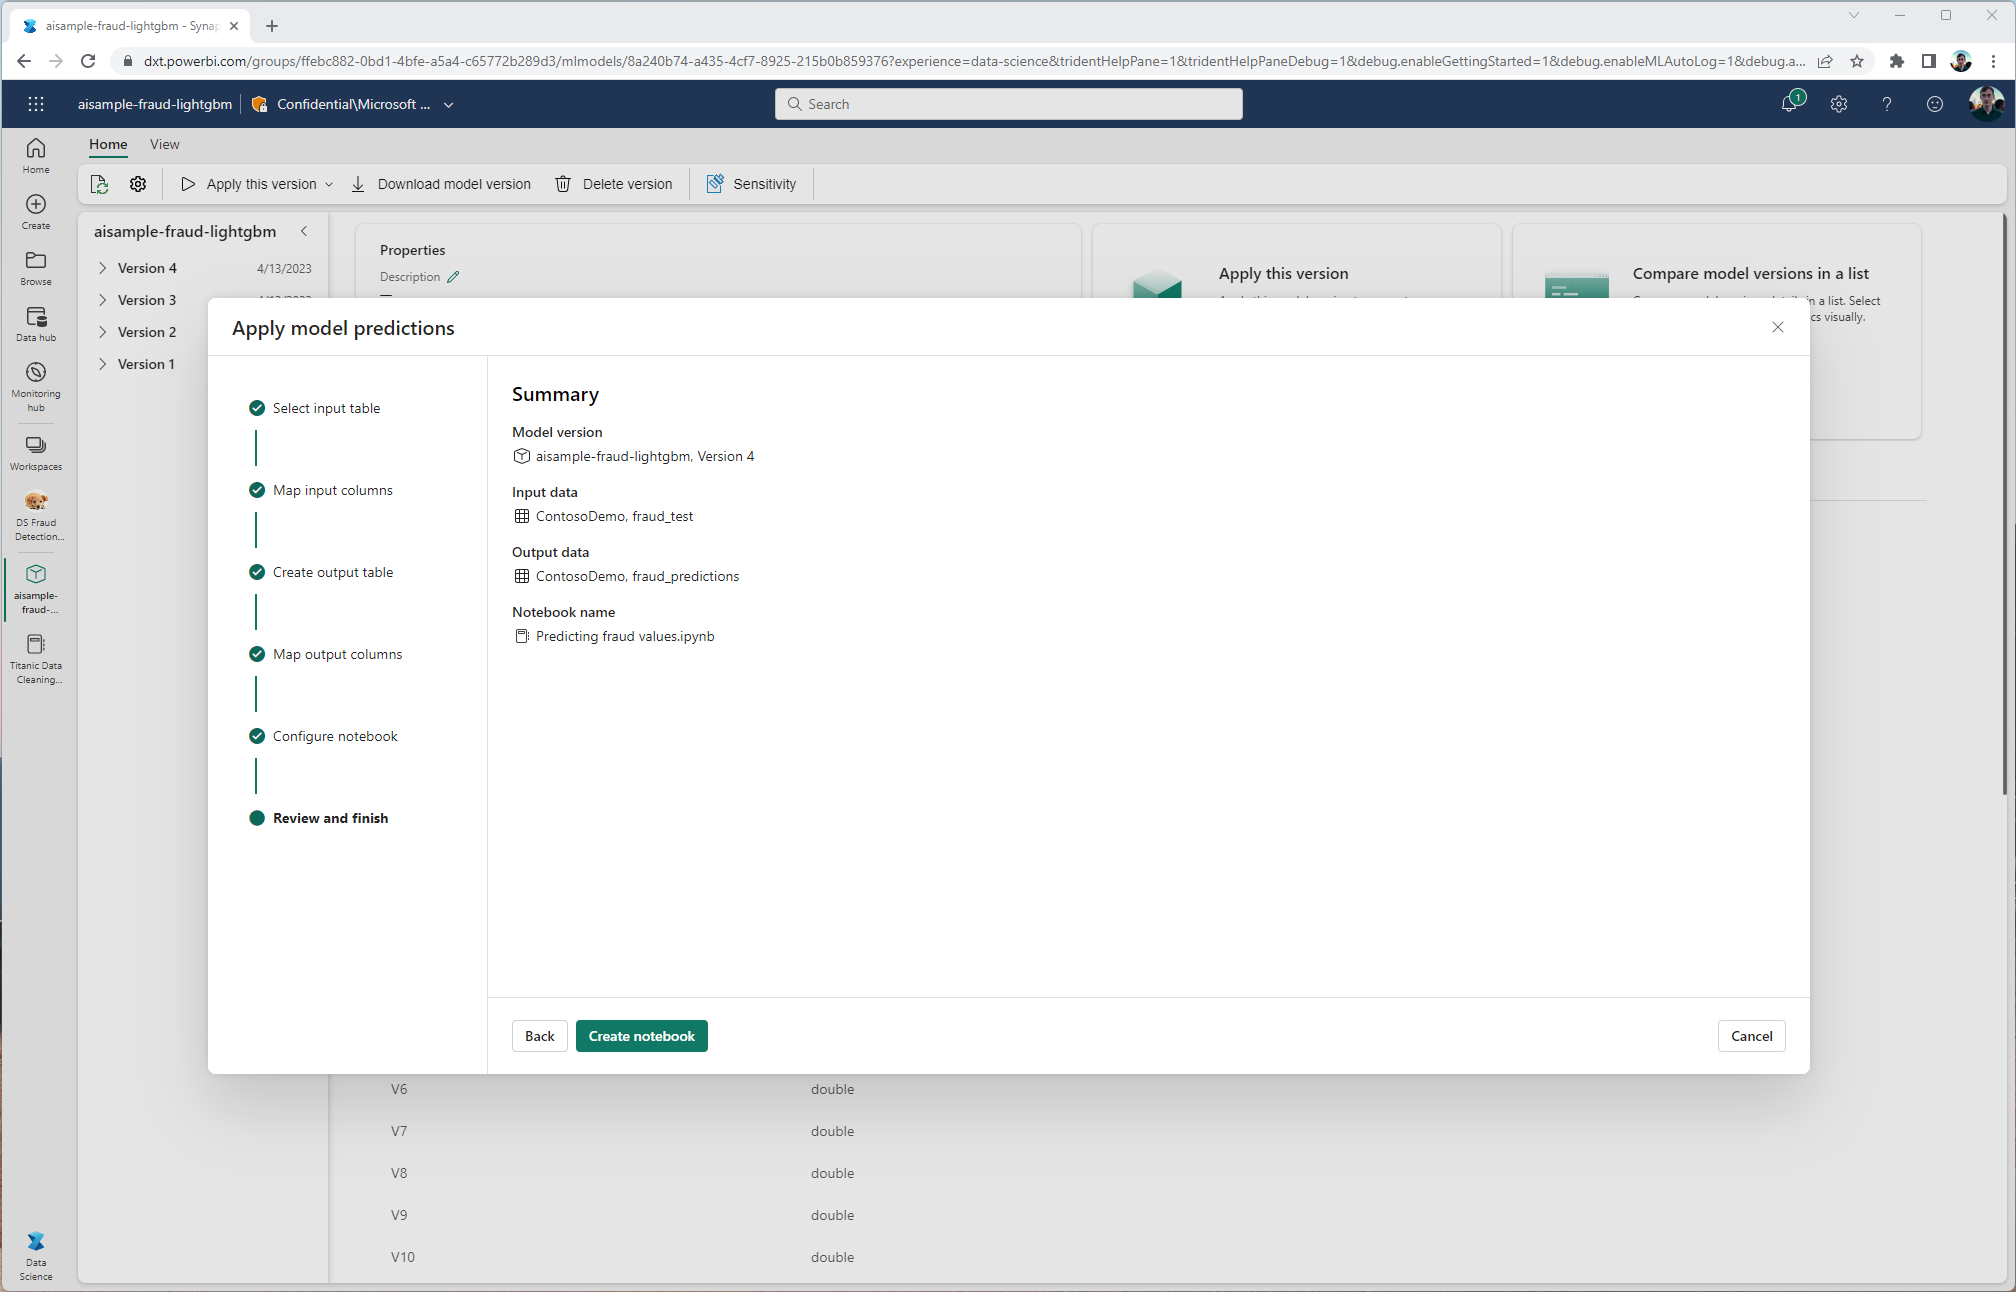 aisample-fraud-lightgbm - Synap
dxt.powerbi.com/groups/ffebc882-0bd1-4bfe-a5a4-c65772b289d3/mlmodels/8a240b74-a435-4cf7-8925-215b0b859376?experience=data-science&tridentHelpPane=1&tridentHelpPaneDebug=1&debug.enableGettingStarted=1&debug.enableMLAutoLog=1&debug.a...
aisample-fraud-lightgbm
Confidential\Microsoft ...
Search
1
Home
View
Apply this version
Download model version
Delete version
Sensitivity
Home
Create
Browse
Data hub
Monitoring
hub
Workspaces
DS Fraud
Detection...
aisample-
fraud-...
Titanic Data
Cleaning...
Data
Science
aisample-fraud-lightgbm
Version 4
4/13/2023
Version 3
Version 2
Version 1
Properties
Description
Apply this version
Compare model versions in a list
in a list. Select
cs visually.
Apply model predictions
Select input table
Map input columns
Create output table
Map output columns
Configure notebook
Review and finish
Summary
Model version
aisample-fraud-lightgbm, Version 4
Input data
ContosoDemo, fraud_test
Output data
ContosoDemo, fraud_predictions
Notebook name
Predicting fraud values.ipynb
Back
Create notebook
Cancel
V6
double
V7
double
V8
double
V9
double
V10
double